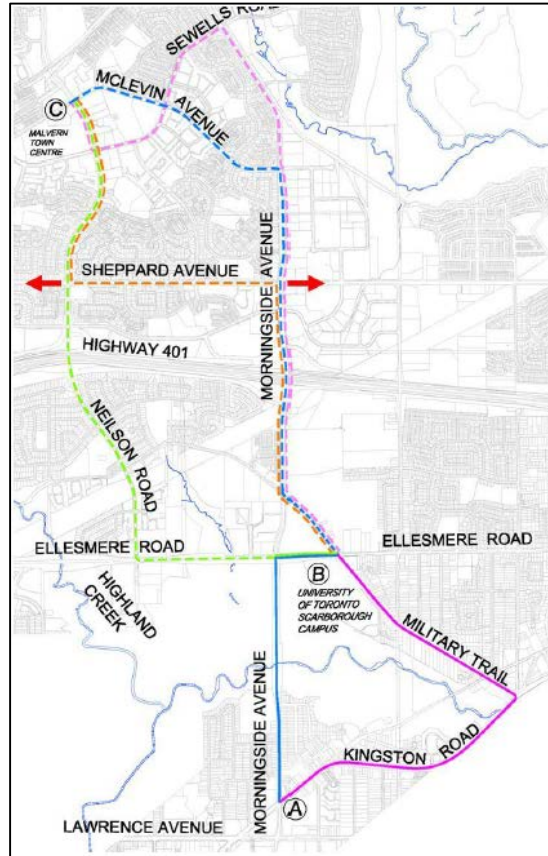 SEWELLS ROAD
MCLEVIN AVENUE
C
MALVERN
TOWN
CENTRE
SHEPPARD AVENUE
MORNINGSIDE AVENUE
HIGHWAY 401
NEILSON ROAD
ELLESMERE ROAD
ELLESMERE ROAD
B
UNIVERSITY
OF TORONTO
SCARBOROUGH
CAMPUS
HIGHLAND
CREEK
MILITARY TRAIL
MORNINGSIDE AVENUE
KINGSTON ROAD
A
LAWRENCE AVENUE